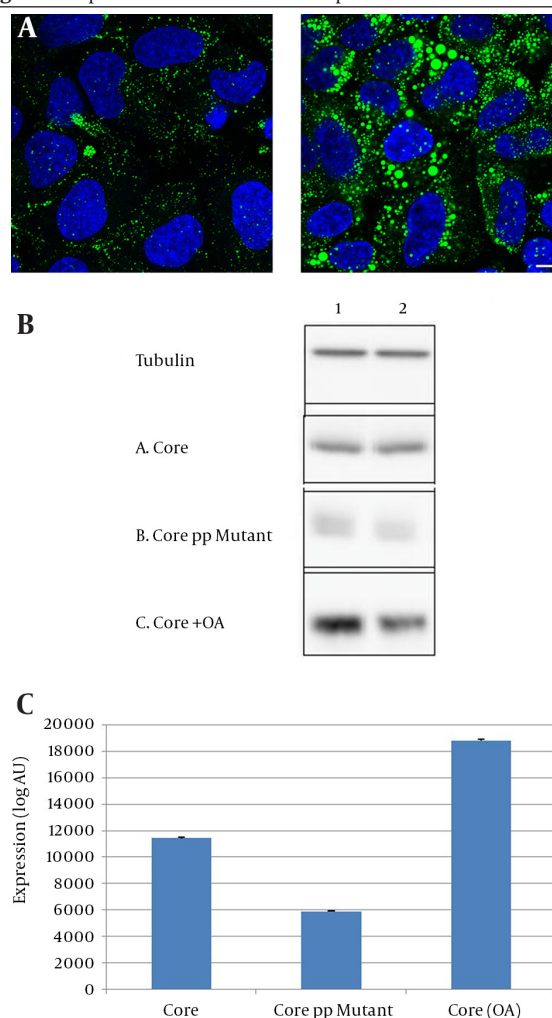 A
B
1 2
Tubulin
A. Core
B. Core pp Mutant
C. Core +OA
C
Expression (log AU)
20000
18000
16000
14000
12000
10000
8000
6000
4000
2000
0
Core Core pp Mutant Core (OA)